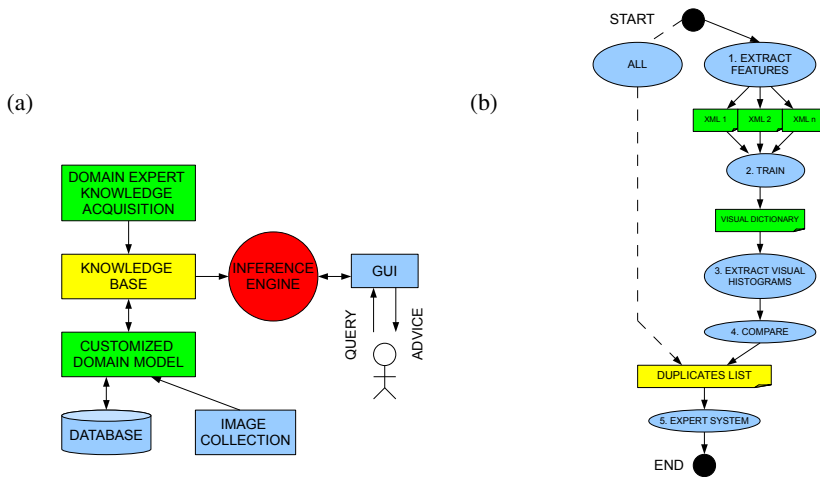 (a)
DOMAIN EXPERT
KNOWLEDGE
ACQUISITION
KNOWLEDGE
BASE
INFERENCE
ENGINE
GUI
QUERY
ADVICE
CUSTOMIZED
DOMAIN MODEL
DATABASE
IMAGE
COLLECTION
(b)
START
ALL
1. EXTRACT
FEATURES
XML 1
XML 2
XML n
2. TRAIN
VISUAL DICTIONARY
3. EXTRACT VISUAL
HISTOGRAMS
4. COMPARE
DUPLICATES LIST
5. EXPERT SYSTEM
END